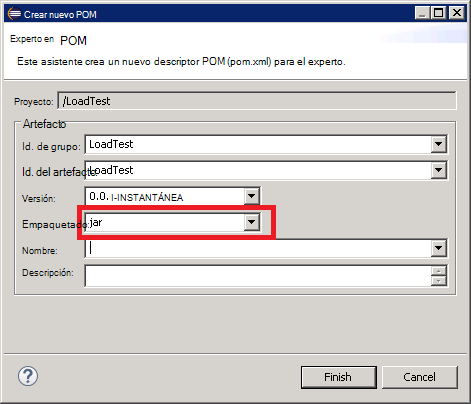 Crear nuevo POM
Experto en POM
Este asistente crea un nuevo descriptor POM (pom.xml) para el experto.
Proyecto: /LoadTest
Artefacto
Id. de grupo: LoadTest
Id. del artefacto LoadTest
Versión: 0.0. I-INSTANTÁNEA
Empaquetado: jar
Nombre:
Descripción:
?
Finish Cancel